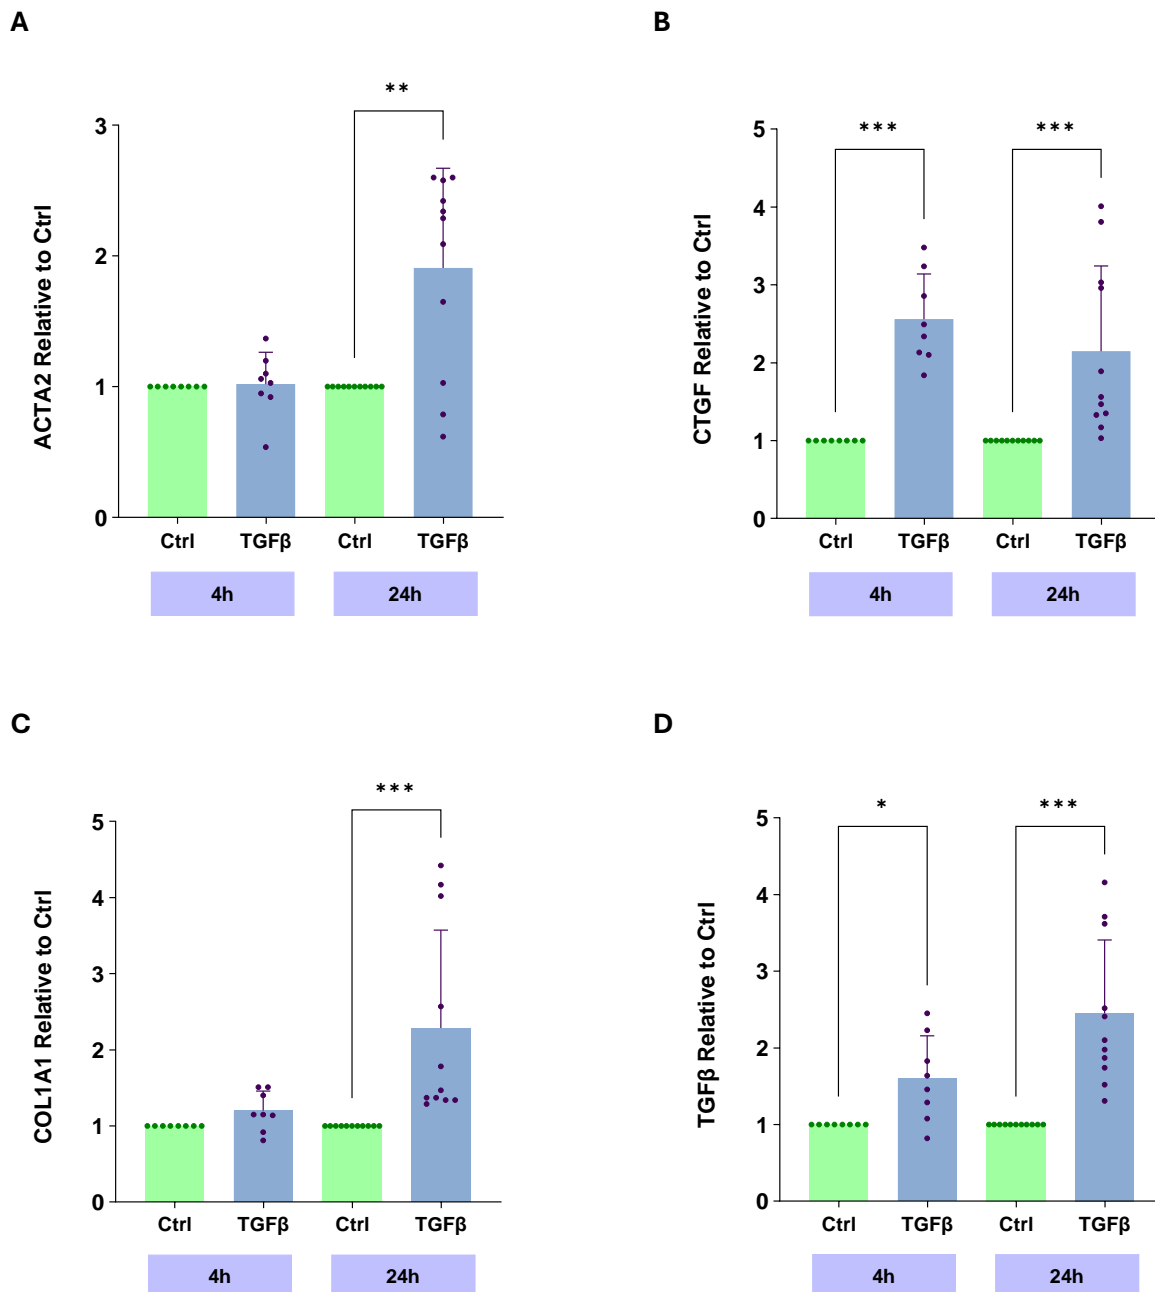 A
ACTA2 Relative to Ctrl
**
3
2
1
0
Ctrl TGFβ Ctrl TGFβ
4h 24h
B
CTGF Relative to Ctrl
*** ***
5
4
3
2
1
0
Ctrl TGFβ Ctrl TGFβ
4h 24h
C
COL1A1 Relative to Ctrl
***
5
4
3
2
1
0
Ctrl TGFβ Ctrl TGFβ
4h 24h
D
TGFβ Relative to Ctrl
* ***
5
4
3
2
1
0
Ctrl TGFβ Ctrl TGFβ
4h 24h